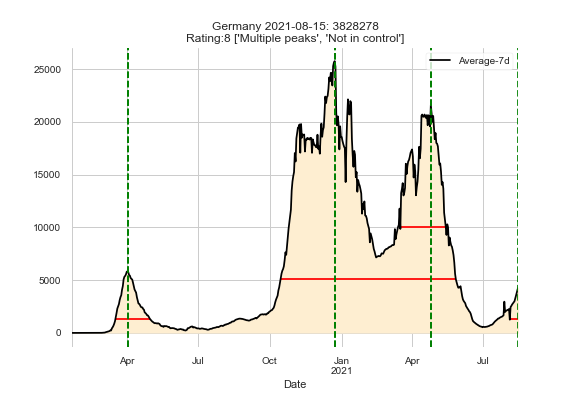 Germany 2021-08-15: 3828278
Rating:8 ['Multiple peaks', 'Not in control']
Average-7d
25000
20000
15000
10000
5000
0
Apr Jul Oct Jan Apr Jul
2021
Date